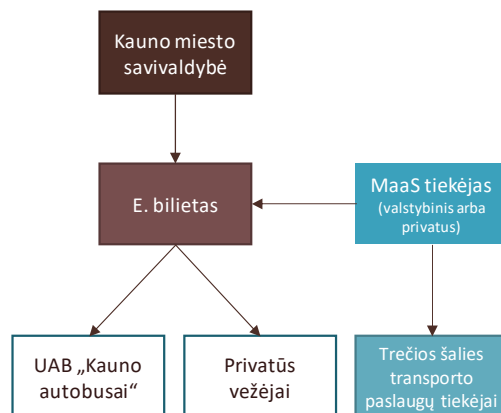 Kauno miesto
savivaldybė
E. bilietas
MaaS tiekėjas
(valstybinis arba
privatus)
UAB „Kauno
autobusai“
Privatūs
vežėjai
Trečios šalies
transporto
paslaugų tiekėjai